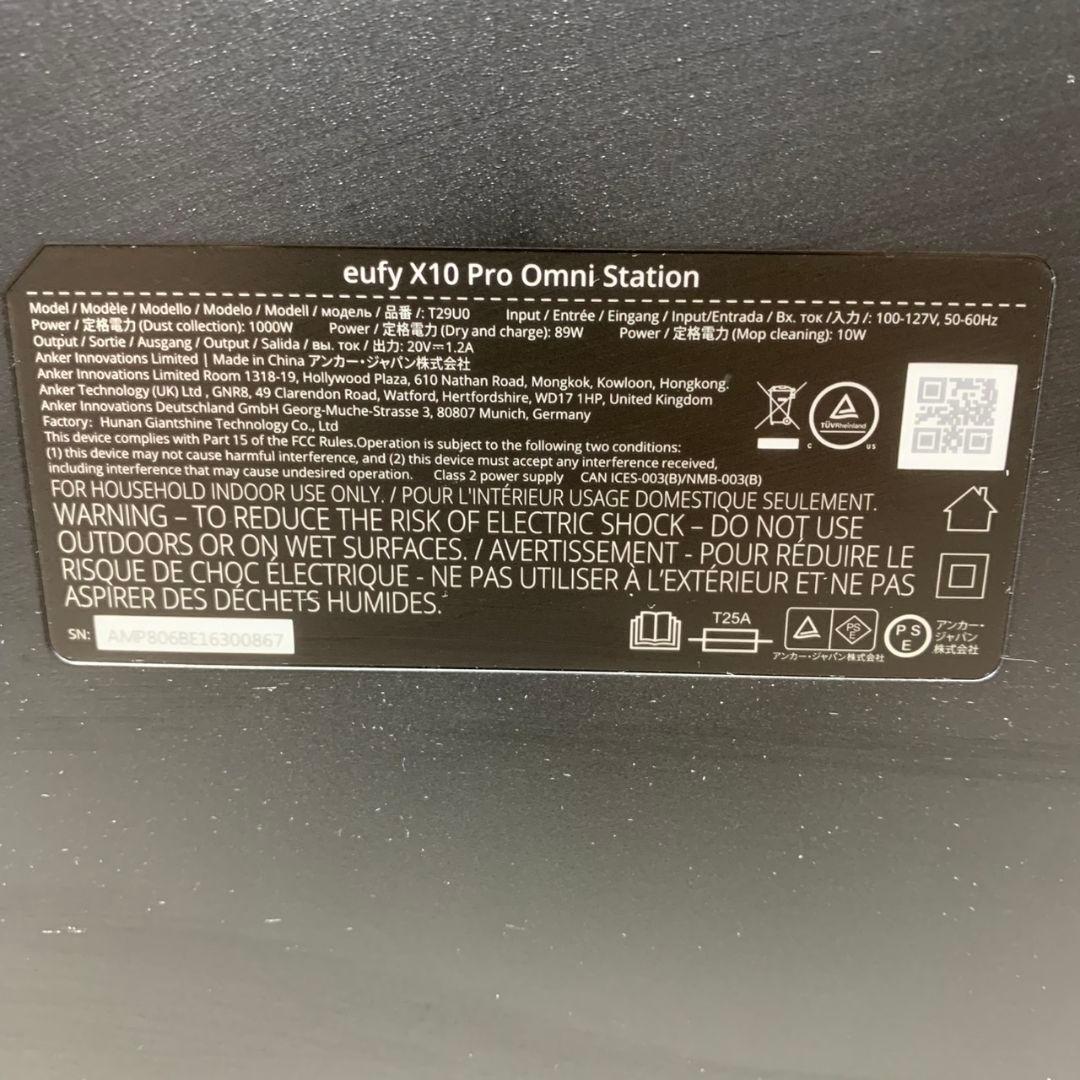 eufy X10 Pro Omni Station
Model / Modèle / Modello / Modelo / Modell / модель / 品番 /: T29U0 Input / Entrée / Eingang / Input/Entrada / Вх. ток /入力 /: 100-127V, 50-60Hz
Power / 定格電力 (Dust collection): 1000W Power / 定格電力 (Dry and charge): 89W Power / 定格電力 (Mop cleaning): 10W
Output / Sortie / Ausgang / Output / Salida / вы. ток / 出力: 20V⎓1.2A
Anker Innovations Limited | Made in China アンカー・ジャパン株式会社
Anker Innovations Limited Room 1318-19, Hollywood Plaza, 610 Nathan Road, Mongkok, Kowloon, Hongkong.
Anker Technology (UK) Ltd , GNR8, 49 Clarendon Road, Watford, Hertfordshire, WD17 1HP, United Kingdom
Anker Innovations Deutschland GmbH Georg-Muche-Strasse 3, 80807 Munich, Germany
Factory: Hunan Giantshine Technology Co., Ltd
This device complies with Part 15 of the FCC Rules.Operation is subject to the following two conditions:
(1) this device may not cause harmful interference, and (2) this device must accept any interference received,
including interference that may cause undesired operation. Class 2 power supply CAN ICES-003(B)/NMB-003(B)
TÜVRheinland
C US
FOR HOUSEHOLD INDOOR USE ONLY. / POUR L'INTÉRIEUR USAGE DOMESTIQUE SEULEMENT.
WARNING – TO REDUCE THE RISK OF ELECTRIC SHOCK – DO NOT USE
OUTDOORS OR ON WET SURFACES. / AVERTISSEMENT - POUR RÉDUIRE LE
RISQUE DE CHOC ÉLECTRIQUE - NE PAS UTILISER À L'EXTÉRIEUR ET NE PAS
ASPIRER DES DÉCHETS HUMIDES.
SN: AMP806BE16300867
T25A
PS
E
アンカー・ジャパン株式会社
PS
E
アンカー・
ジャパン
株式会社